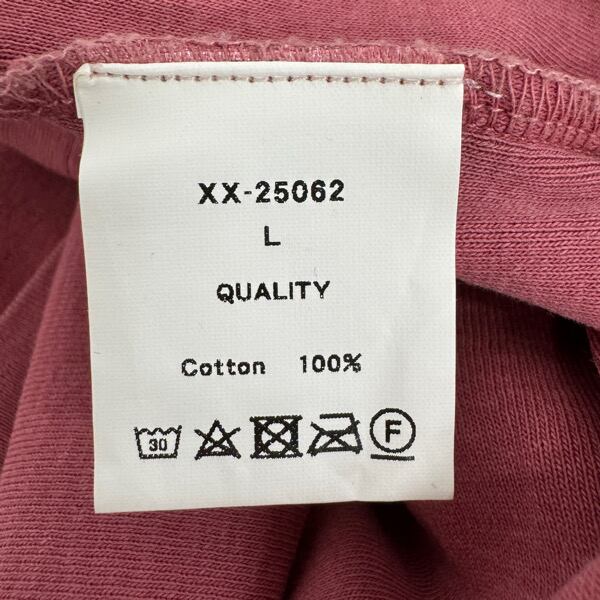 XX-25062
L
QUALITY
Cotton 100%
30 F